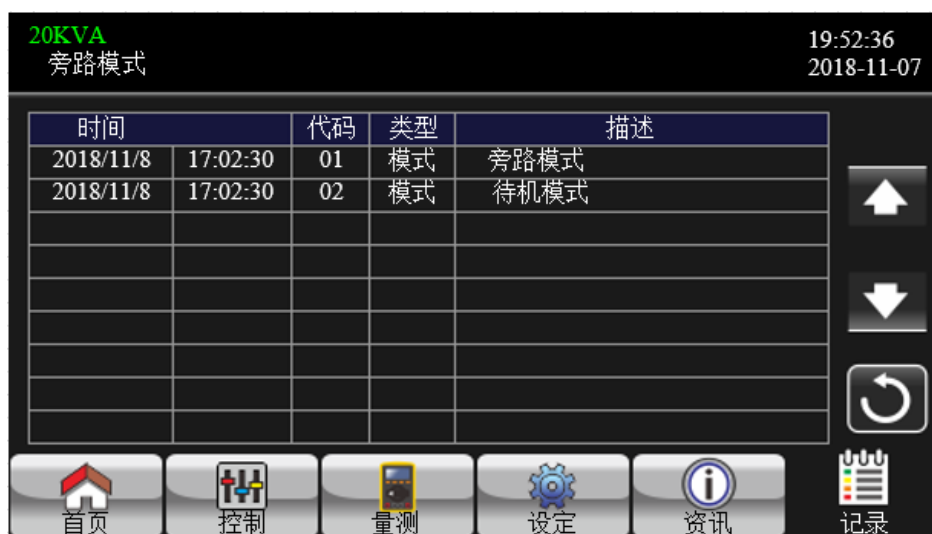 20KVA
19:52:36
旁路模式
2018-11-07
时间 代码 类型 描述
2018/11/8 17:02:30 01 模式 旁路模式
2018/11/8 17:02:30 02 模式 待机模式
首页 控制 量测 设定 资讯 记录